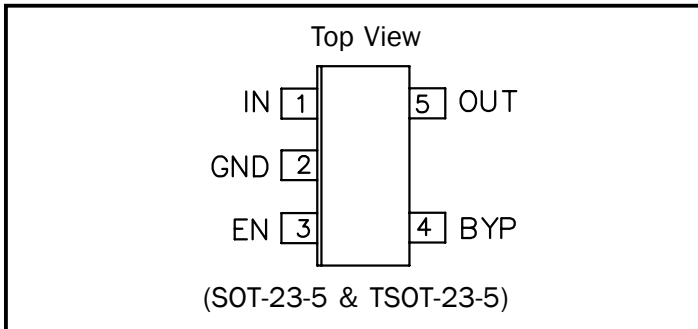 Top View
IN 1 5 OUT
GND 2
EN 3 4 BYP
(SOT-23-5 & TSOT-23-5)